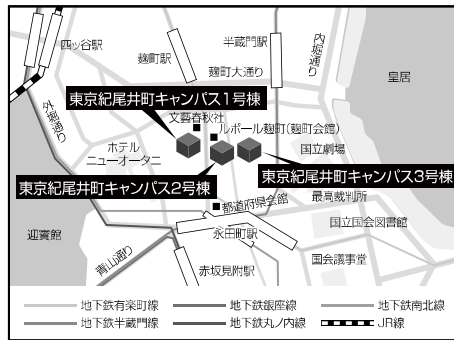 四ッ谷駅
麹町駅
半蔵門駅
内堀通り
麹町大通り
皇居
東京紀尾井町キャンパス1号棟
外堀通り
文藝春秋社
ルポール麹町(麹町会館)
ホテル
ニューオータニ
国立劇場
東京紀尾井町キャンパス2号棟
東京紀尾井町キャンパス3号棟
都道府県会館
最高裁判所
迎賓館
永田町駅
国立国会図書館
青山通り
国会議事堂
赤坂見附駅
地下鉄有楽町線
地下鉄銀座線
地下鉄南北線
地下鉄半蔵門線
地下鉄丸ノ内線
JR線